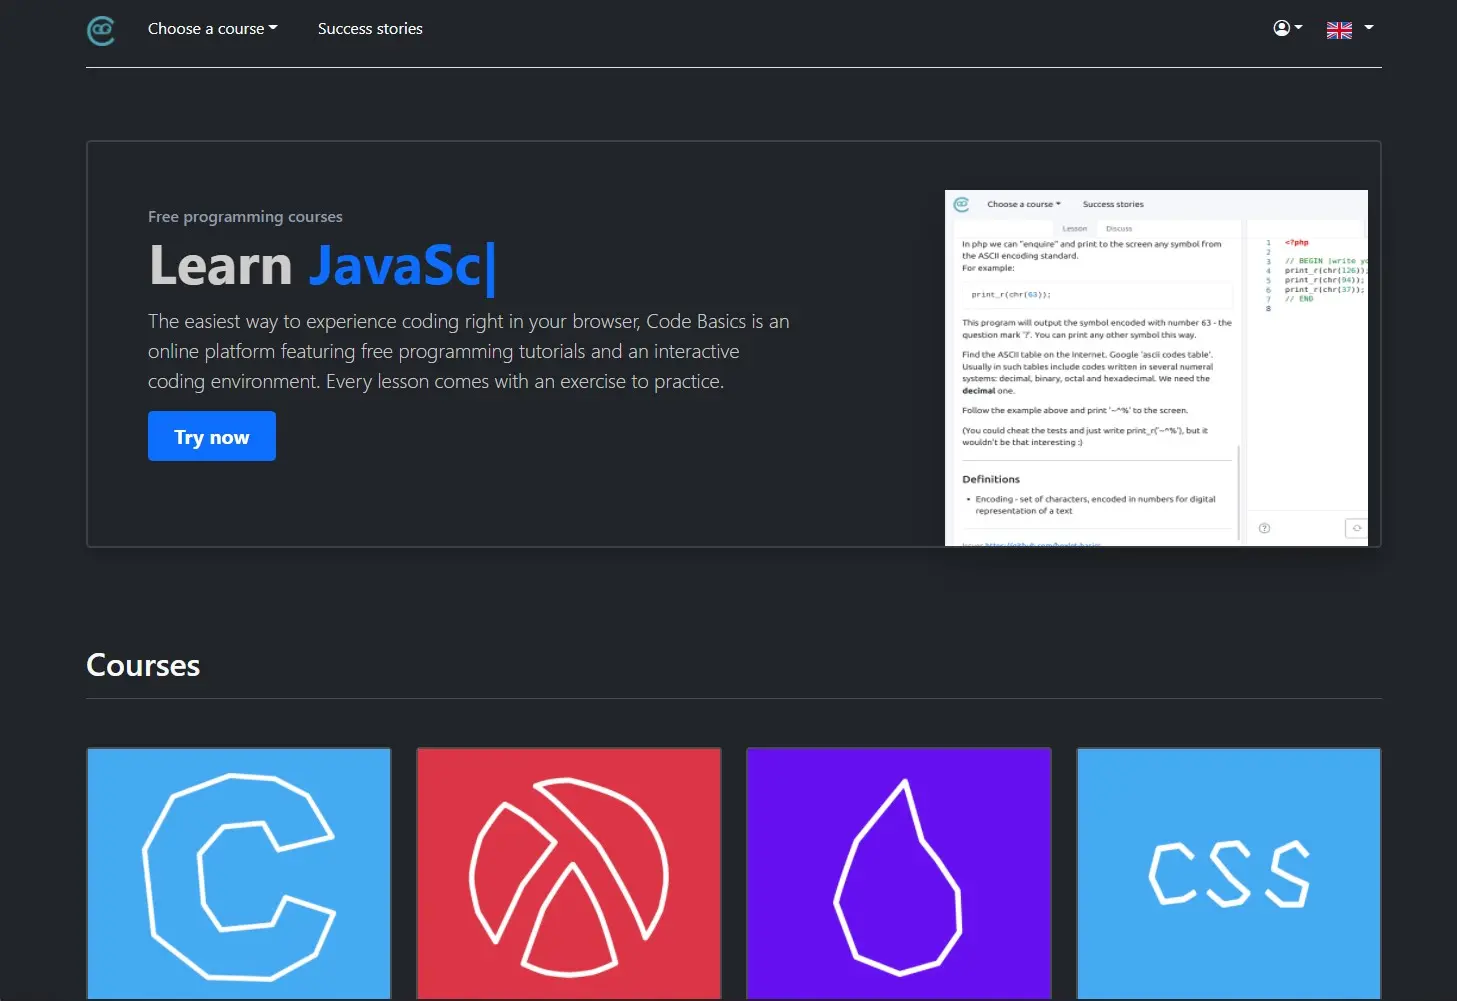 Choose a course
Success stories
Free programming courses
Learn JavaSc|
The easiest way to experience coding right in your browser, Code Basics is an
online platform featuring free programming tutorials and an interactive
coding environment. Every lesson comes with an exercise to practice.
Try now
Choose a course
Success stories
Lesson
Discuss
In php we can "enquire" and print to the screen any symbol from
the ASCII encoding standard.
For example:
print_r(chr(63));
This program will output the symbol encoded with number 63 - the
question mark '?'. You can print any other symbol this way.
Find the ASCII table on the Internet. Google 'ascii codes table'.
Usually in such tables include codes written in several numeral
systems: decimal, binary, octal and hexadecimal. We need the
decimal one.
Follow the example above and print '~^%' to the screen.
(You could cheat the tests and just write print_r('~^%'), but it
wouldn't be that interesting :)
Definitions
• Encoding - set of characters, encoded in numbers for digital
representation of a text
1 <?php
2
3 // BEGIN (write yo
4 print_r(chr(126));
5 print_r(chr(94));
6 print_r(chr(37));
7 // END
8
Courses
C
CSS